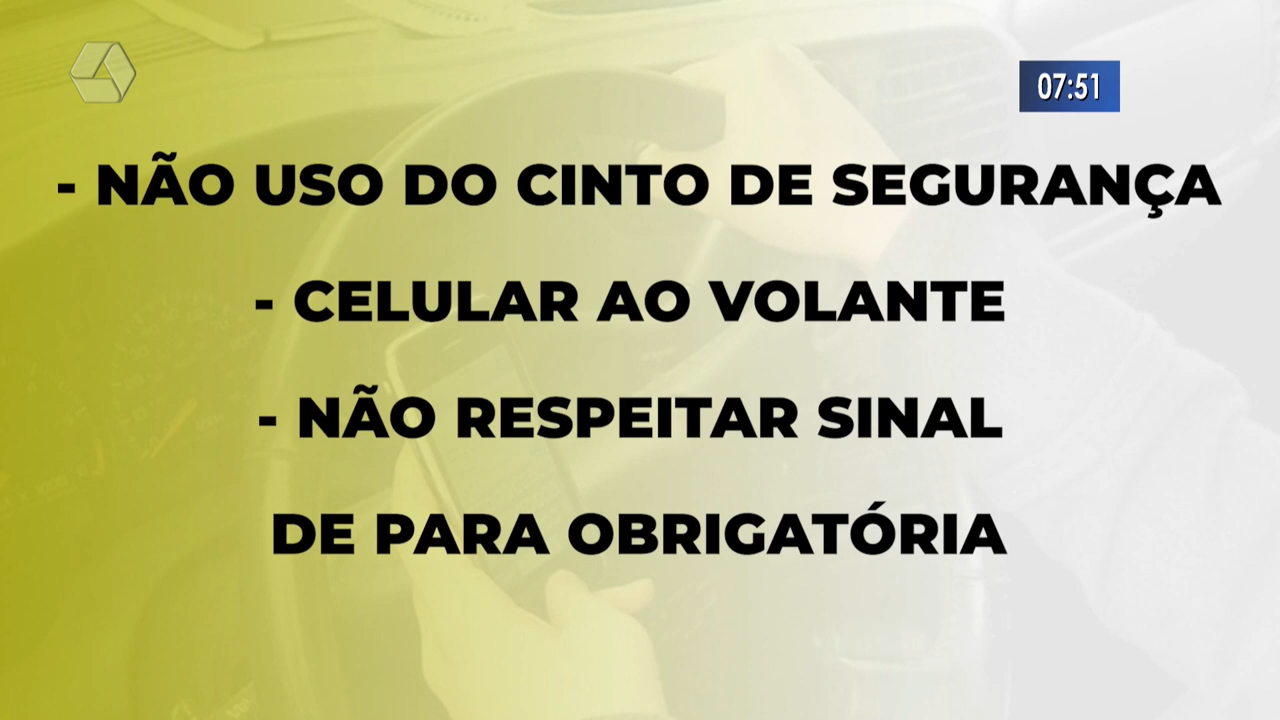 07:51
- NÃO USO DO CINTO DE SEGURANÇA
- CELULAR AO VOLANTE
- NÃO RESPEITAR SINAL
DE PARA OBRIGATÓRIA